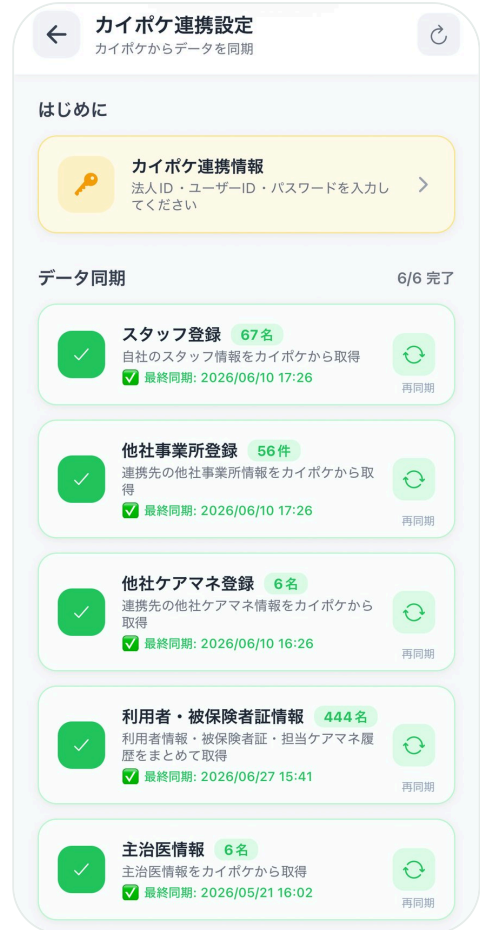 カイポケ連携設定
カイポケからデータを同期
はじめに
カイポケ連携情報
法人ID・ユーザーID・パスワードを入力し
てください
データ同期
6/6 完了
スタッフ登録 67名
自社のスタッフ情報をカイポケから取得
✅ 最終同期: 2026/06/10 17:26
再同期
他社事業所登録 56件
連携先の他社事業所情報をカイポケから取
得
✅ 最終同期: 2026/06/10 17:26
再同期
他社ケアマネ登録 6名
連携先の他社ケアマネ情報をカイポケから
取得
✅ 最終同期: 2026/06/10 16:26
再同期
利用者・被保険者証情報 444名
利用者情報・被保険者証・担当ケアマネ履
歴をまとめて取得
✅ 最終同期: 2026/06/27 15:41
再同期
主治医情報 6名
主治医情報をカイポケから取得
✅ 最終同期: 2026/05/21 16:02
再同期